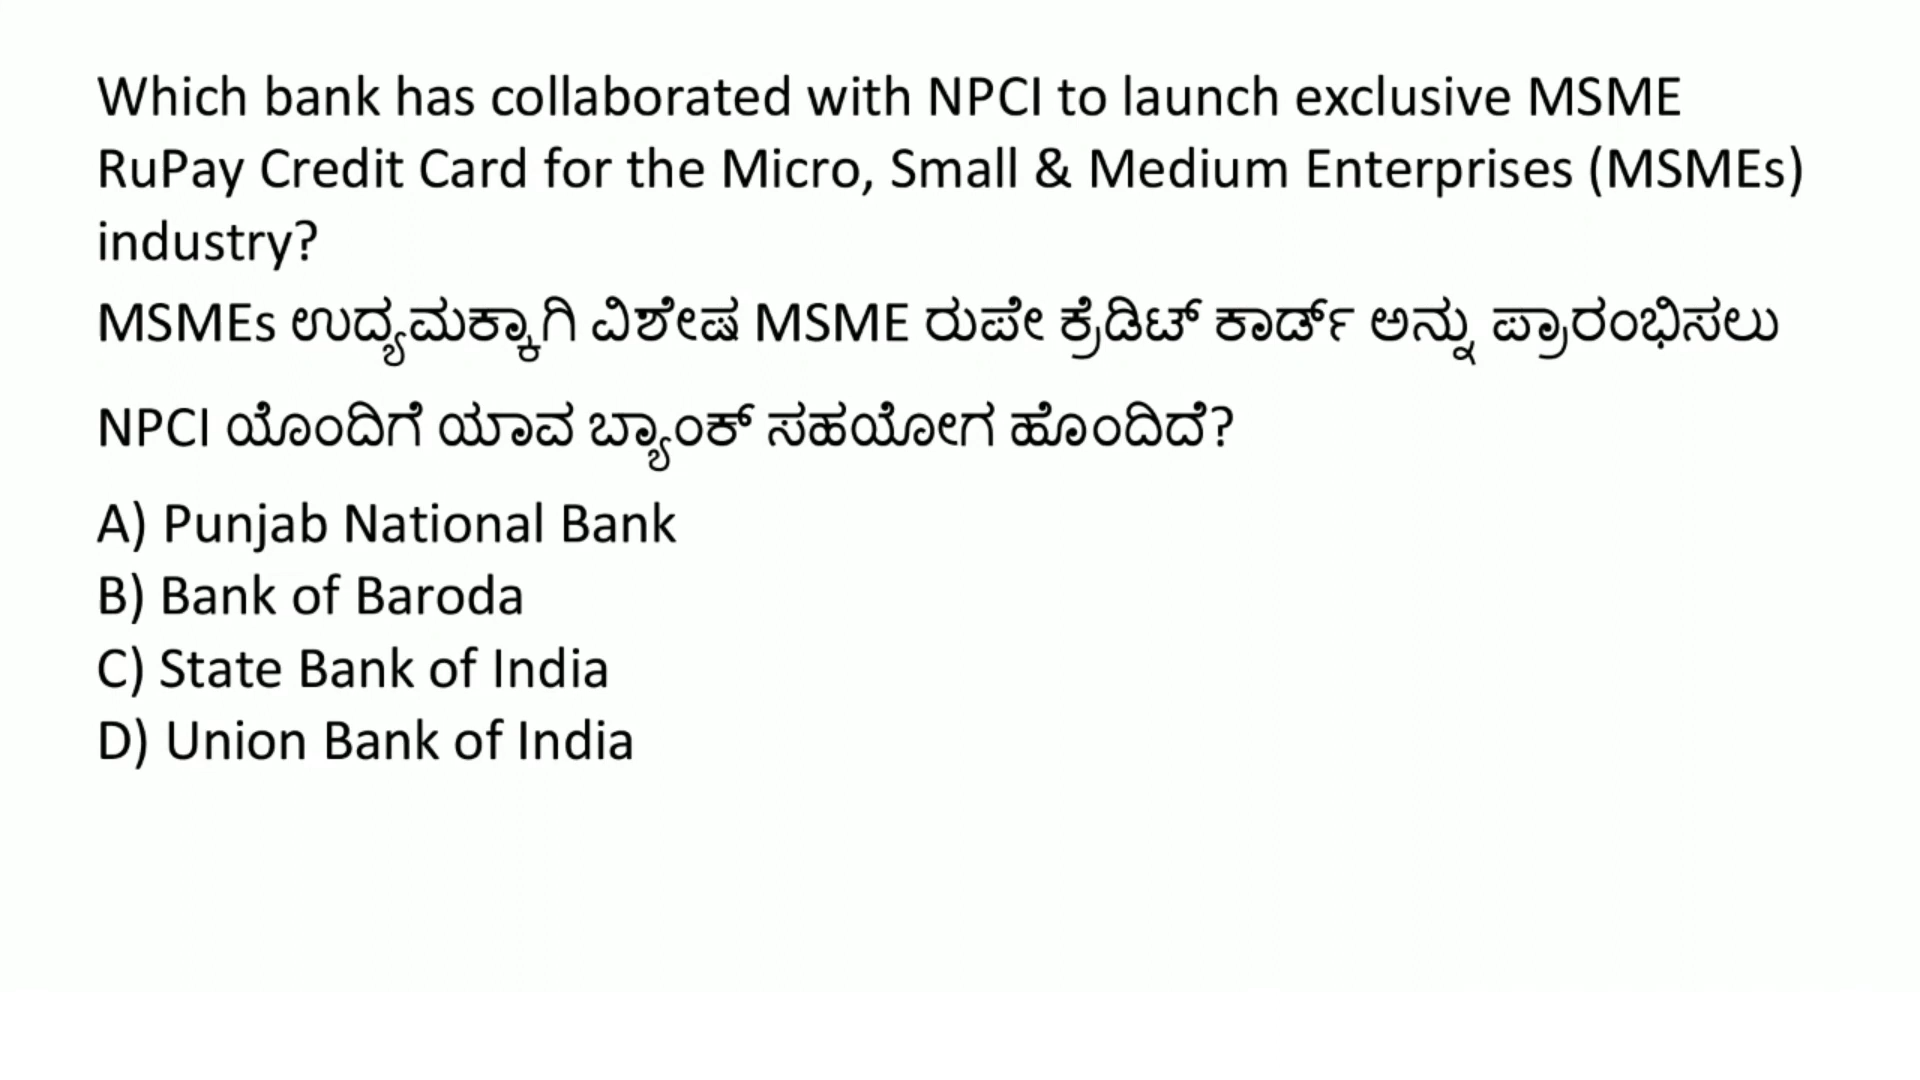 Which bank has collaborated with NPCI to launch exclusive MSME
RuPay Credit Card for the Micro, Small & Medium Enterprises (MSMEs)
industry?
MSMEs ಉದ್ಯಮಕ್ಕಾಗಿ ವಿಶೇಷ MSME ರುಪೇ ಕ್ರೆಡಿಟ್ ಕಾರ್ಡ್ ಅನ್ನು ಪ್ರಾರಂಭಿಸಲು
NPCI ಯೊಂದಿಗೆ ಯಾವ ಬ್ಯಾಂಕ್ ಸಹಯೋಗ ಹೊಂದಿದೆ?
A) Punjab National Bank
B) Bank of Baroda
C) State Bank of India
D) Union Bank of India